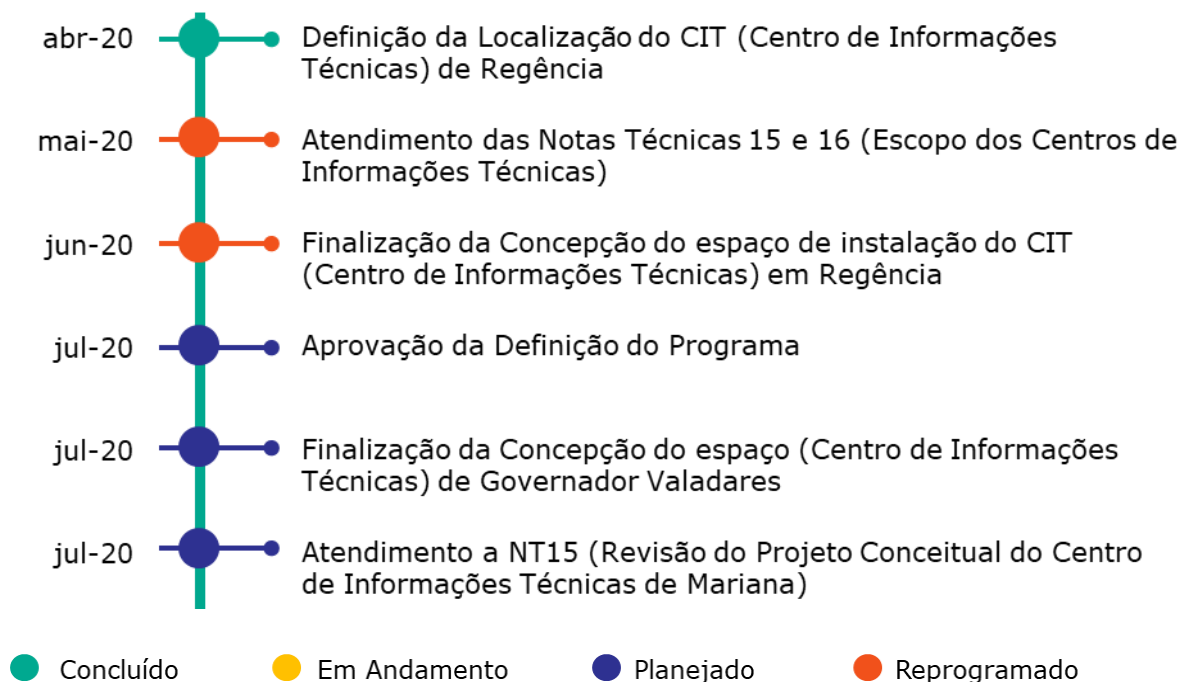 abr-20
Definição da Localização do CIT (Centro de Informações
Técnicas) de Regência
mai-20
Atendimento das Notas Técnicas 15 e 16 (Escopo dos Centros de
Informações Técnicas)
jun-20
Finalização da Concepção do espaço de instalação do CIT
(Centro de Informações Técnicas) em Regência
jul-20
Aprovação da Definição do Programa
jul-20
Finalização da Concepção do espaço (Centro de Informações
Técnicas) de Governador Valadares
jul-20
Atendimento a NT15 (Revisão do Projeto Conceitual do Centro
de Informações Técnicas de Mariana)
Concluído Em Andamento Planejado Reprogramado